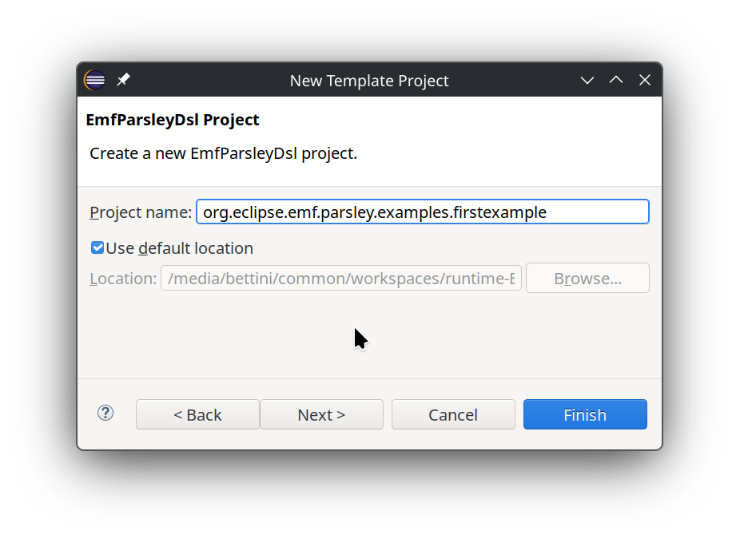 New Template Project
EmfParsleyDsl Project
Create a new EmfParsleyDsl project.
Project name: org.eclipse.emf.parsley.examples.firstexample
Use default location
Location: /media/bettini/common/workspaces/runtime-E Browse...
? < Back Next > Cancel Finish